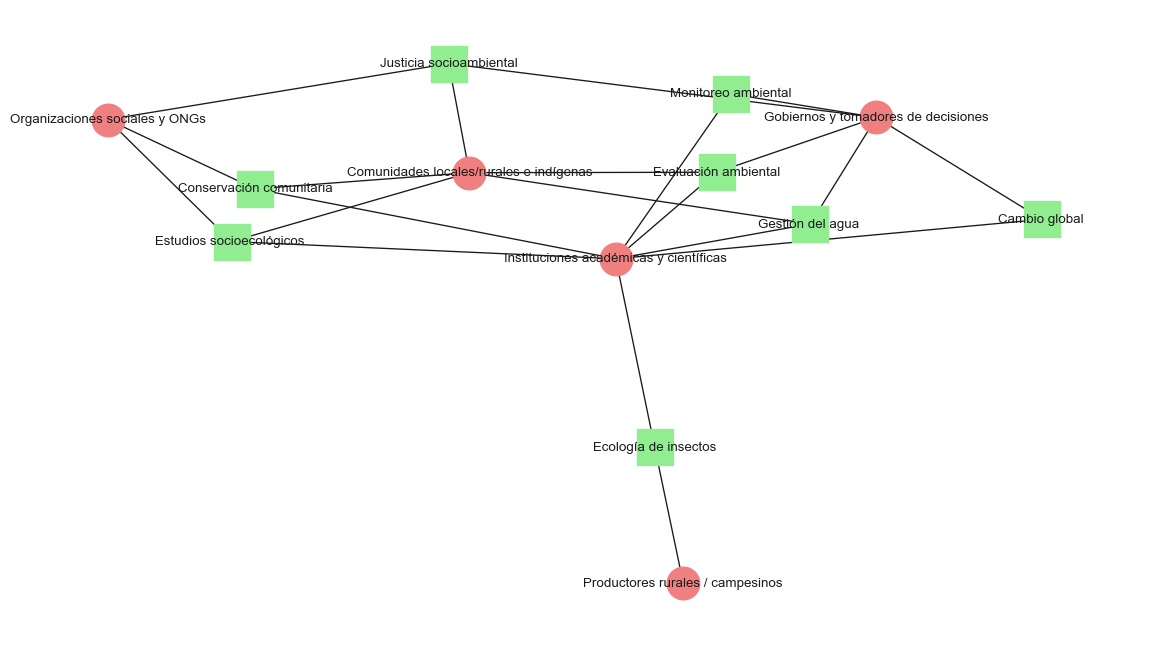 Justicia socioambiental
Monitoreo ambiental
Organizaciones sociales y ONGs
Gobiernos y tomadores de decisiones
Comunidades locales/rurales e indígenas
Evaluación ambiental
Conservación comunitaria
Gestión del agua
Cambio global
Estudios socioecológicos
Instituciones académicas y científicas
Ecología de insectos
Productores rurales / campesinos